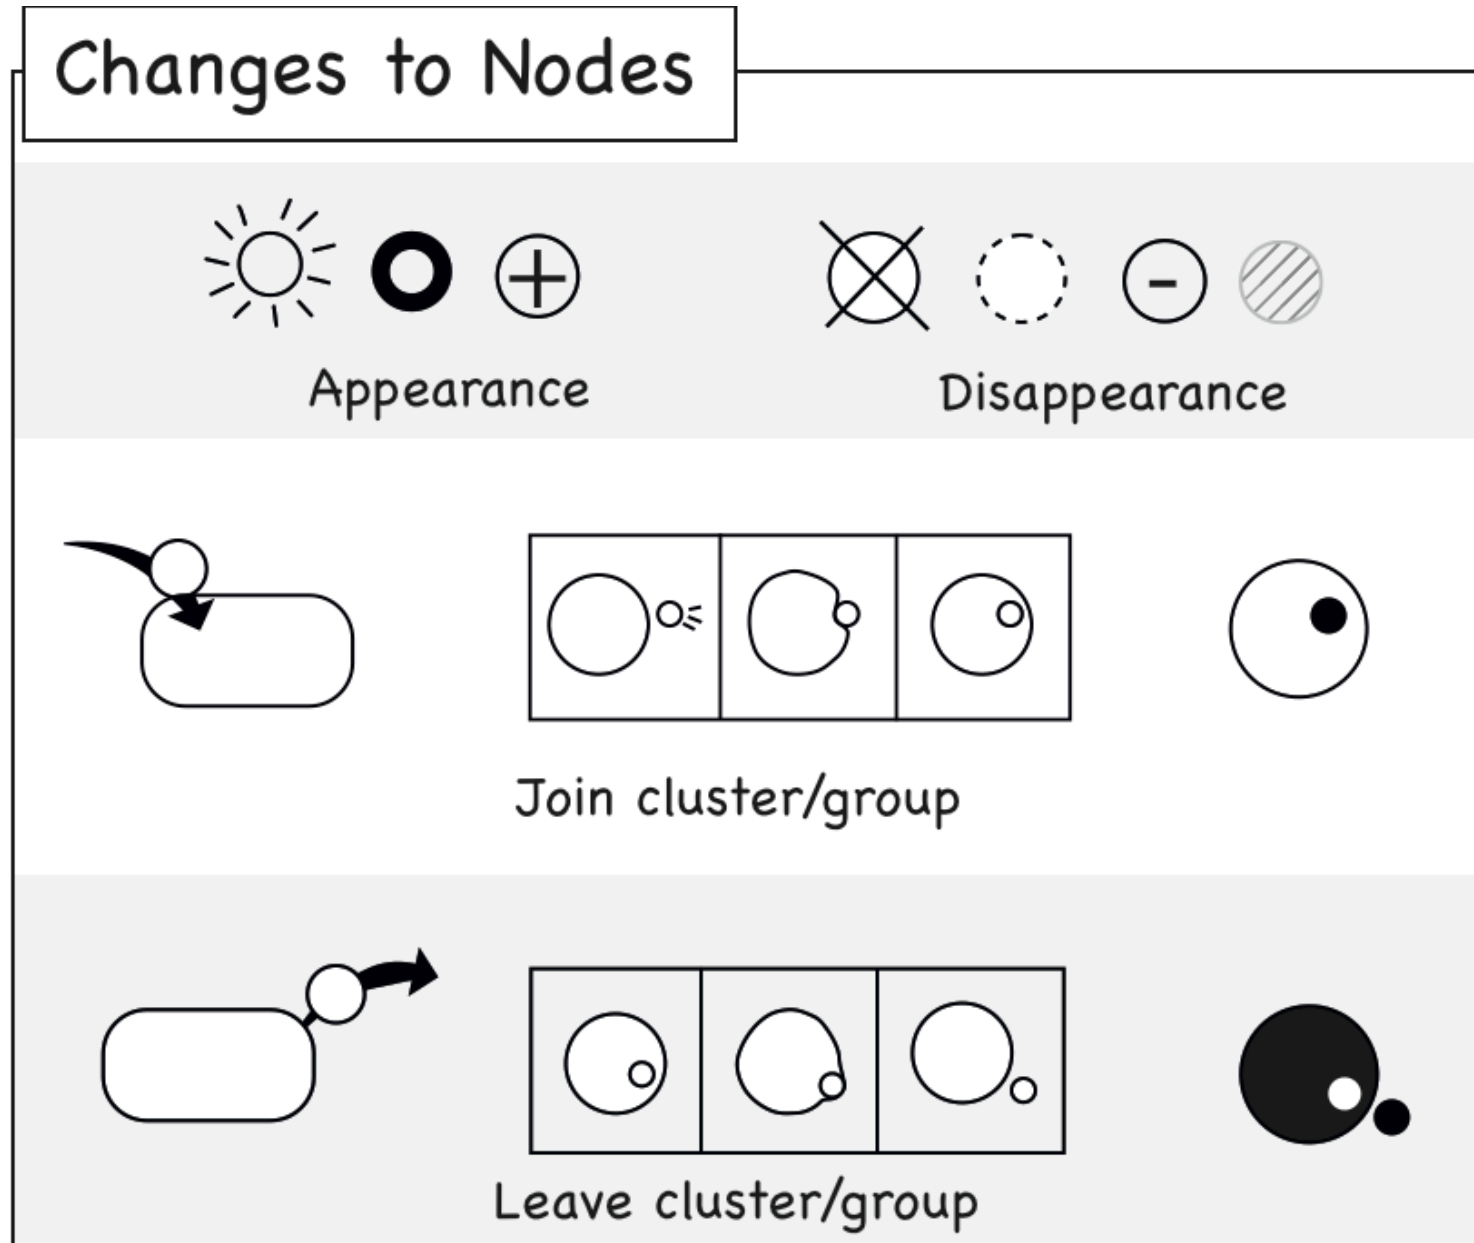 Changes to Nodes
+
-
Appearance
Disappearance
Join cluster/group
Leave cluster/group